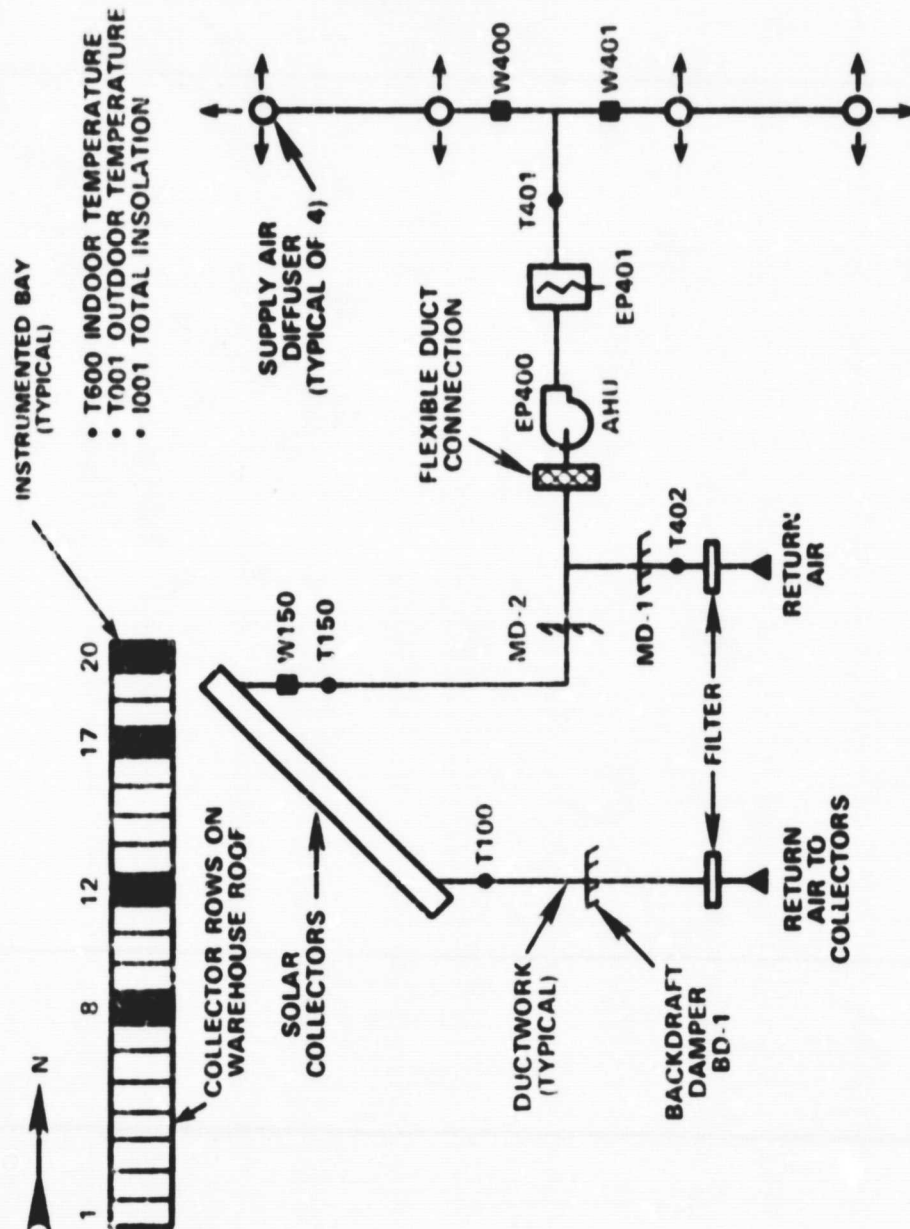 N
1
8
12
17
20
INSTRUMENTED BAY
(TYPICAL)
• T600 INDOOR TEMPERATURE
• T001 OUTDOOR TEMPERATURE
• I001 TOTAL INSOLATION
COLLECTOR ROWS ON
WAREHOUSE ROOF
SOLAR
COLLECTORS
W150
T150
SUPPLY AIR
DIFFUSER
(TYPICAL OF 4)
W400
W401
T401
FLEXIBLE DUCT
CONNECTION
EP400
EP401
AHU
T100
MD-2
DUCTWORK
(TYPICAL)
MD-1
T402
BACKDRAFT
DAMPER
BD-1
FILTER
RETURN
AIR TO
COLLECTORS
RETURN
AIR